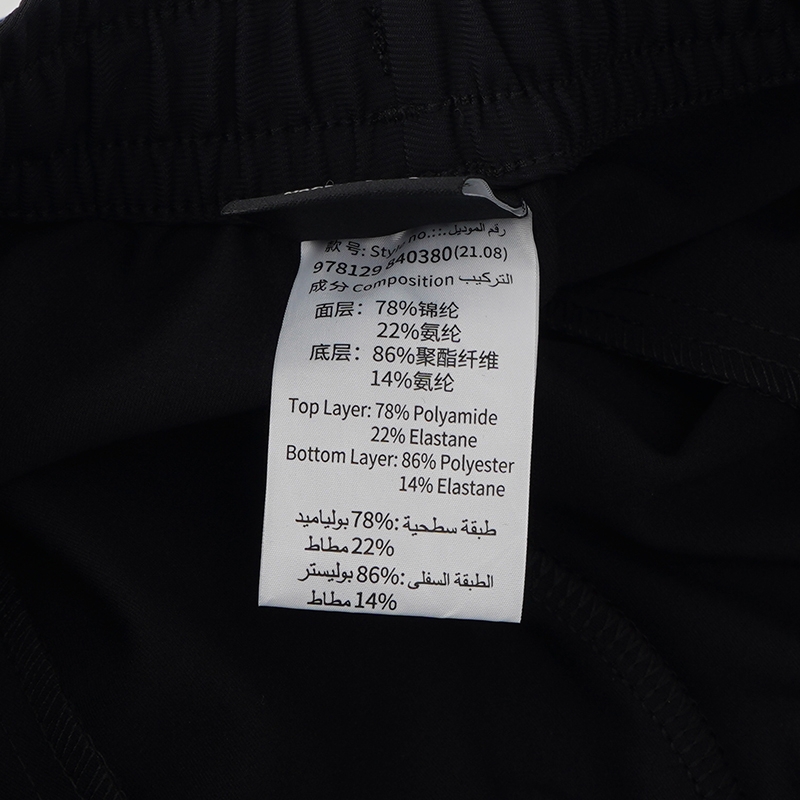 款号: Style no.: رقم الموديل
978129 840380(21.08)
成分 Composition التركيب
面层: 78%锦纶
22%氨纶
底层: 86%聚酯纤维
14%氨纶
Top Layer: 78% Polyamide
22% Elastane
Bottom Layer: 86% Polyester
14% Elastane
طبقة سطحية: 78% بولياميد
22% مطاط
الطبقة السفلى: 86% بوليستر
14% مطاط